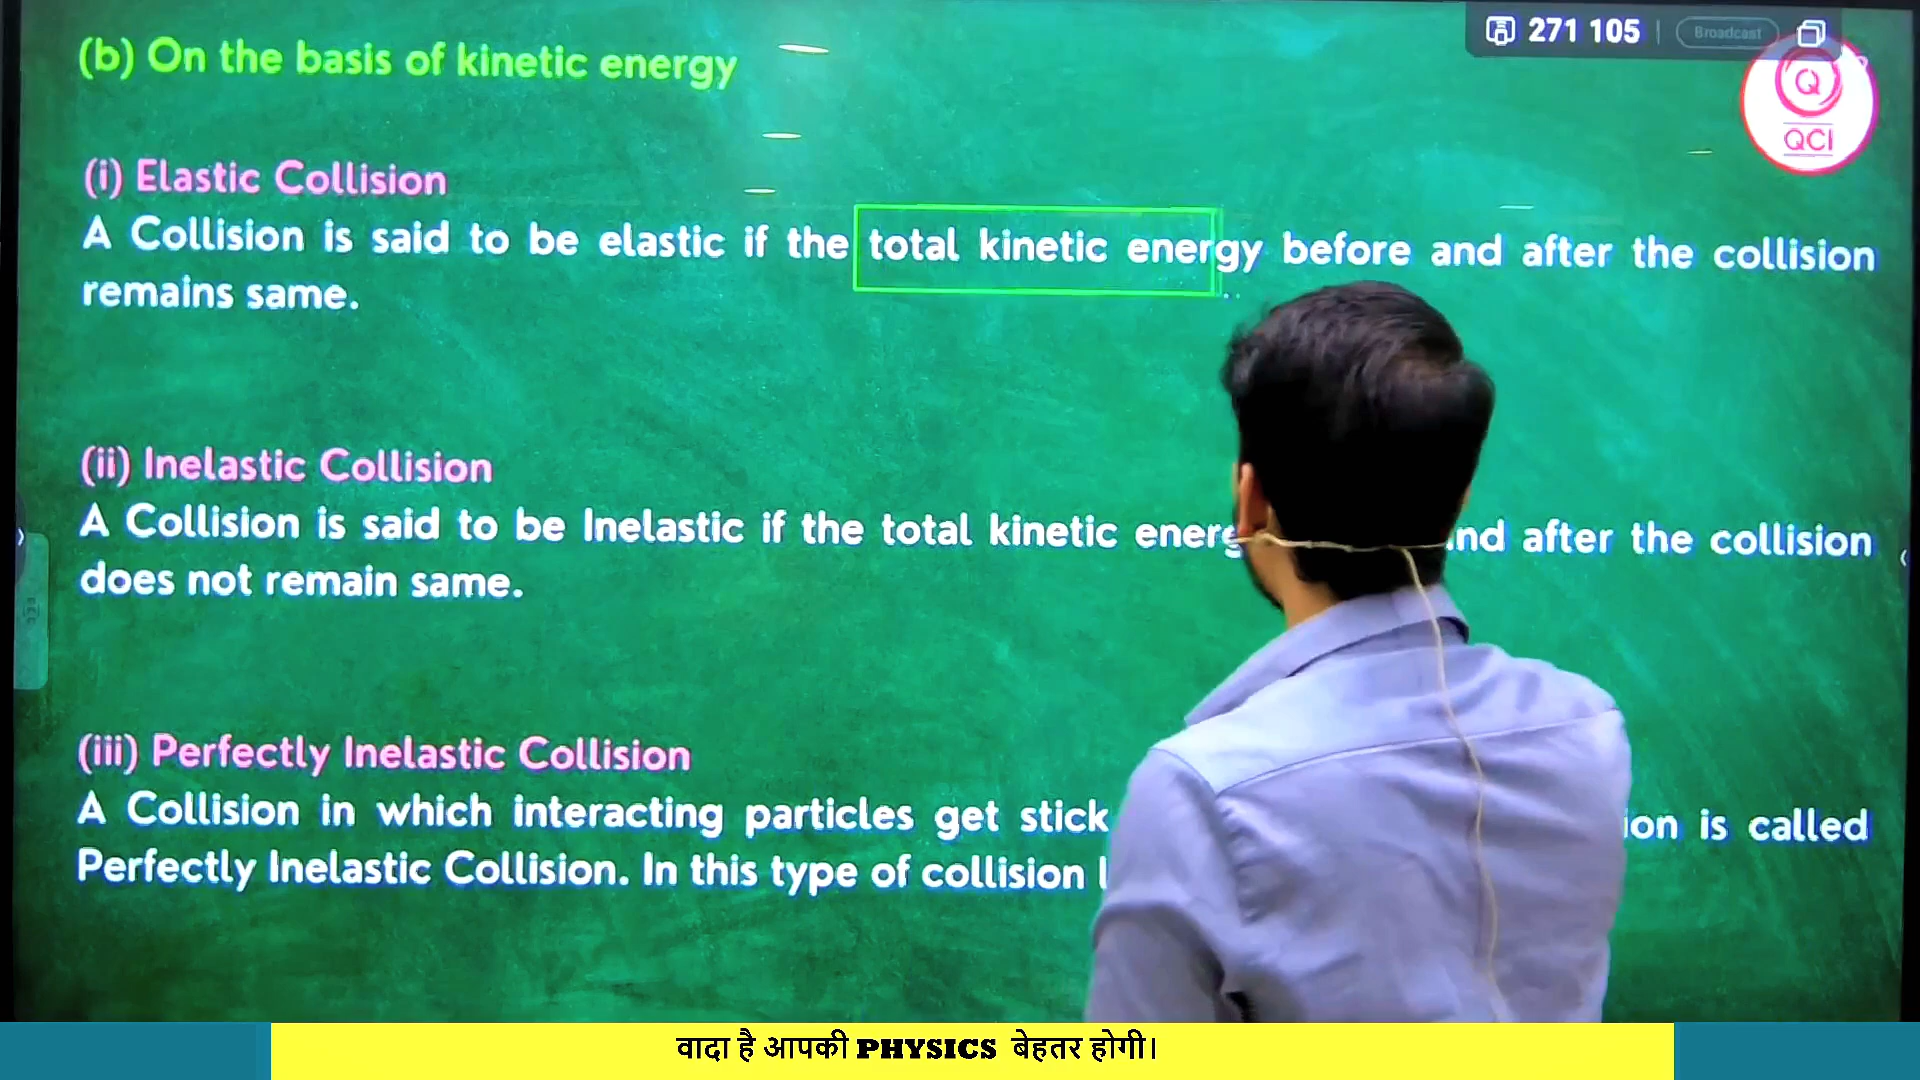 271 105 Broadcast
(b) On the basis of kinetic energy
Q
QCI
(i) Elastic Collision
A Collision is said to be elastic if the total kinetic energy before and after the collision
remains same.
(ii) Inelastic Collision
A Collision is said to be Inelastic if the total kinetic after the collision
does not remain same.
(iii) Perfectly Inelastic Collision
A Collision in which interacting particles get stick is called
Perfectly Inelastic Collision. In this type of collision
वादा है आपकी PHYSICS बेहतर होगी।